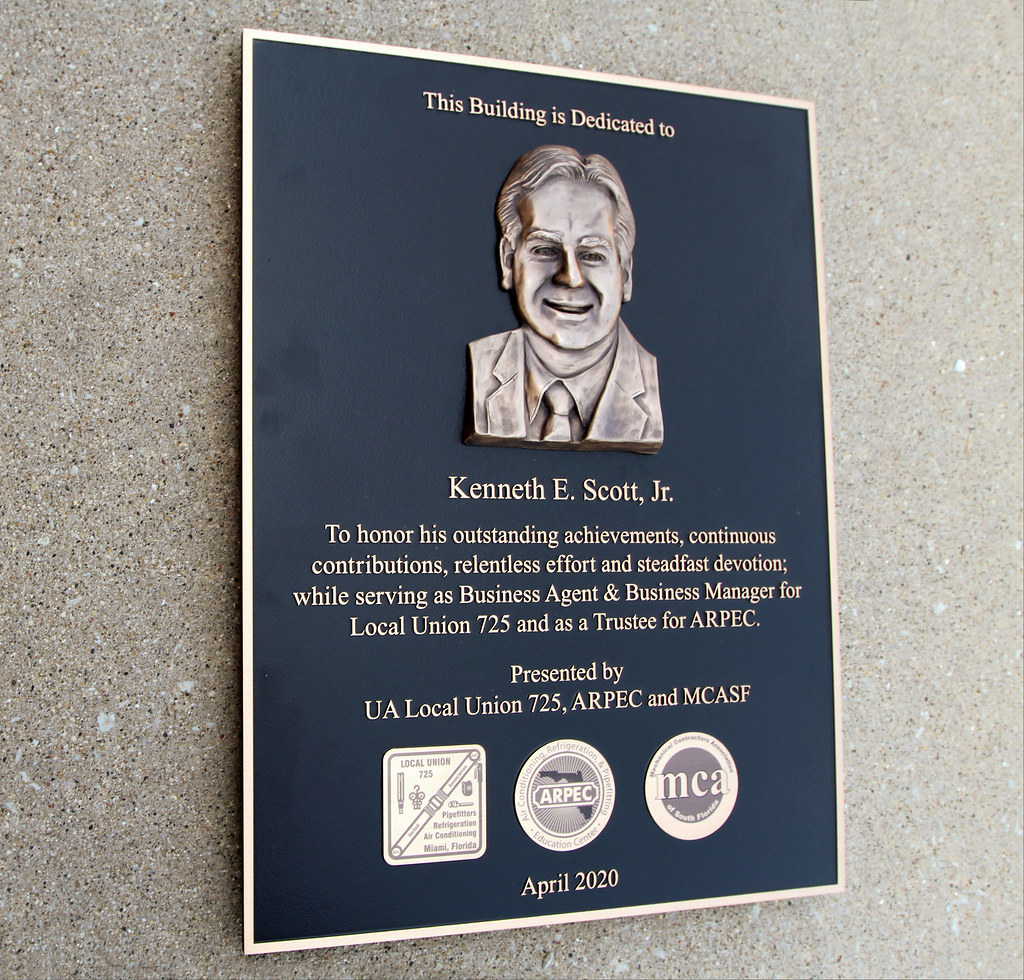 This Building is Dedicated to
Kenneth E. Scott, Jr.
To honor his outstanding achievements, continuous
contributions, relentless effort and steadfast devotion;
while serving as Business Agent & Business Manager for
Local Union 725 and as a Trustee for ARPEC.
Presented by
UA Local Union 725, ARPEC and MCASF
LOCAL UNION
725
Pipefitters
Refrigeration
Air Conditioning
Miami, Florida
Air Conditioning, Refrigeration, & Pipefitting
ARPEC
Education Center
Mechanical Contractors Association
mca
of South Florida
April 2020